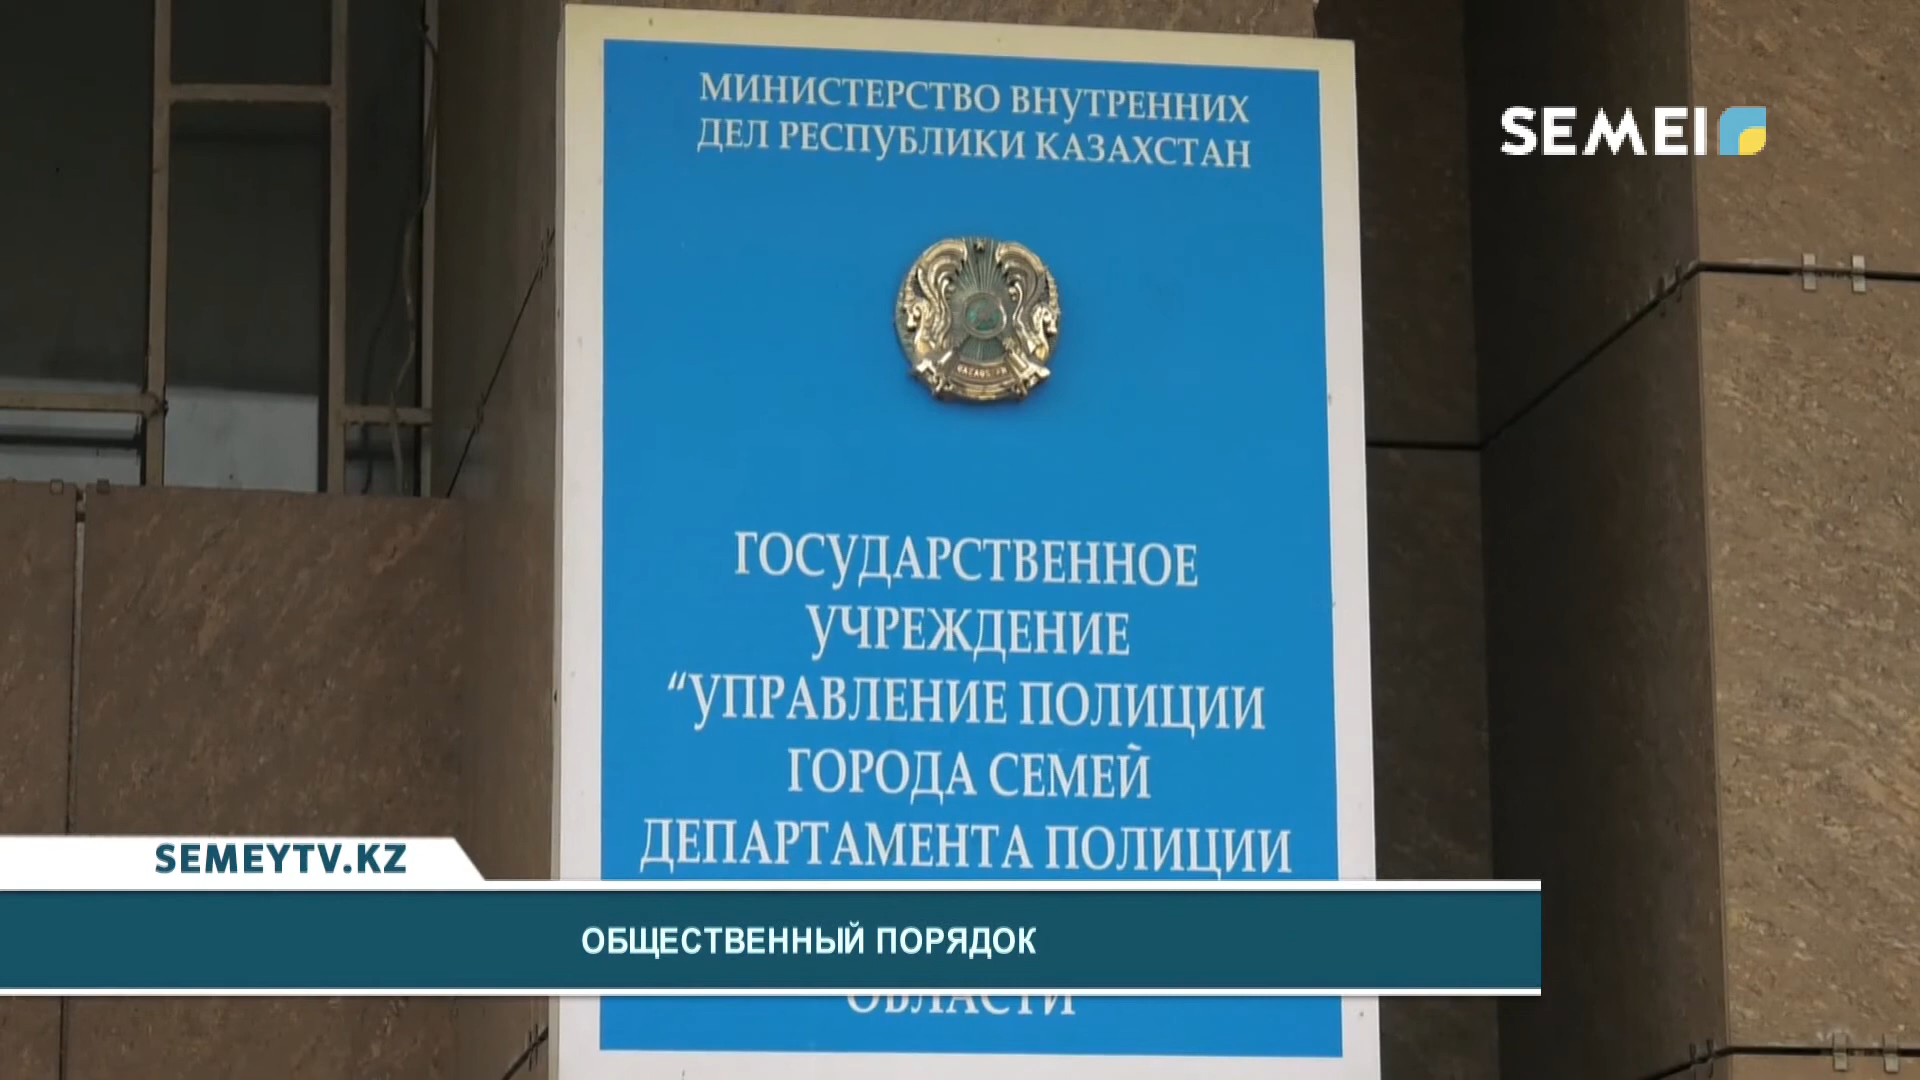 МИНИСТЕРСТВО ВНУТРЕННИХ
ДЕЛ РЕСПУБЛИКИ КАЗАХСТАН
SEMEI
ГОСУДАРСТВЕННОЕ
УЧРЕЖДЕНИЕ
“УПРАВЛЕНИЕ ПОЛИЦИИ
ГОРОДА СЕМЕЙ
ДЕПАРТАМЕНТА ПОЛИЦИИ
SEMEYTV.KZ
ОБЩЕСТВЕННЫЙ ПОРЯДОК
ОБЛАСТИ